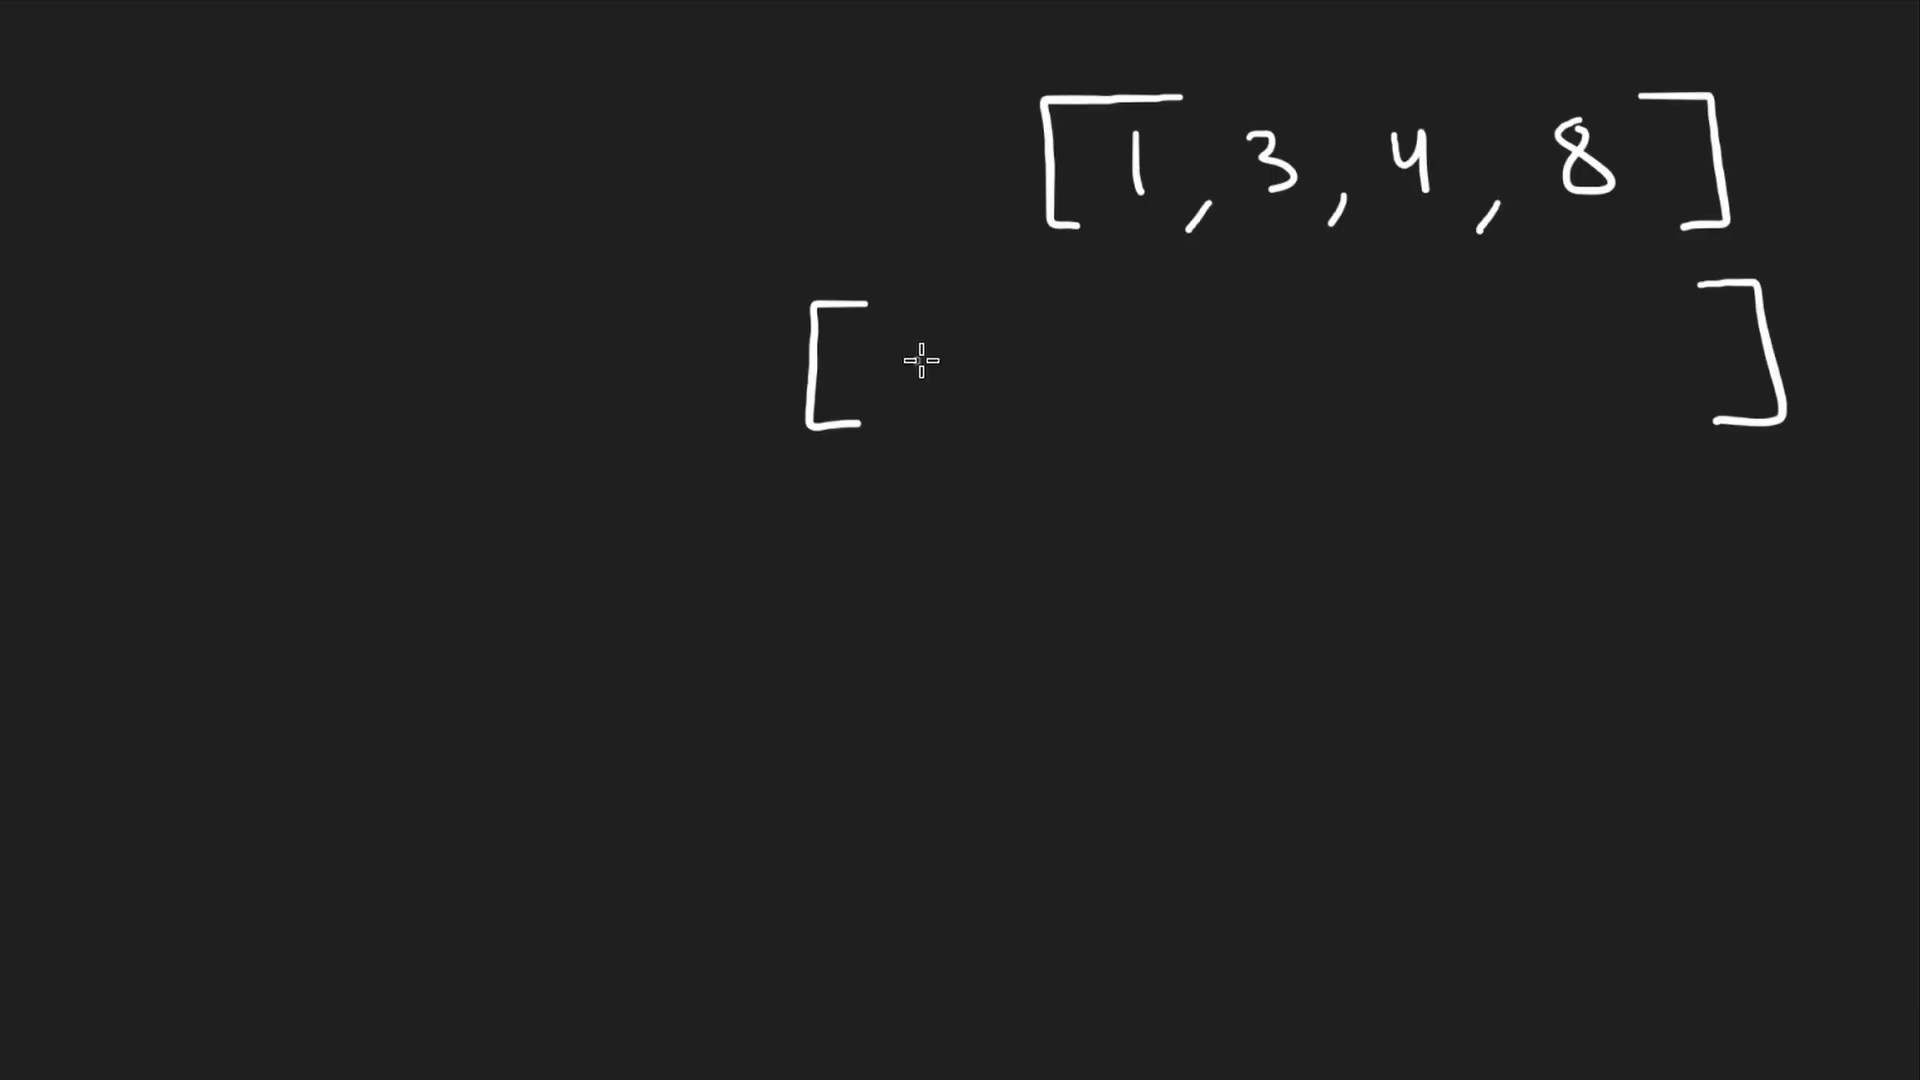 [1, 3, 4, 8]
[ ]